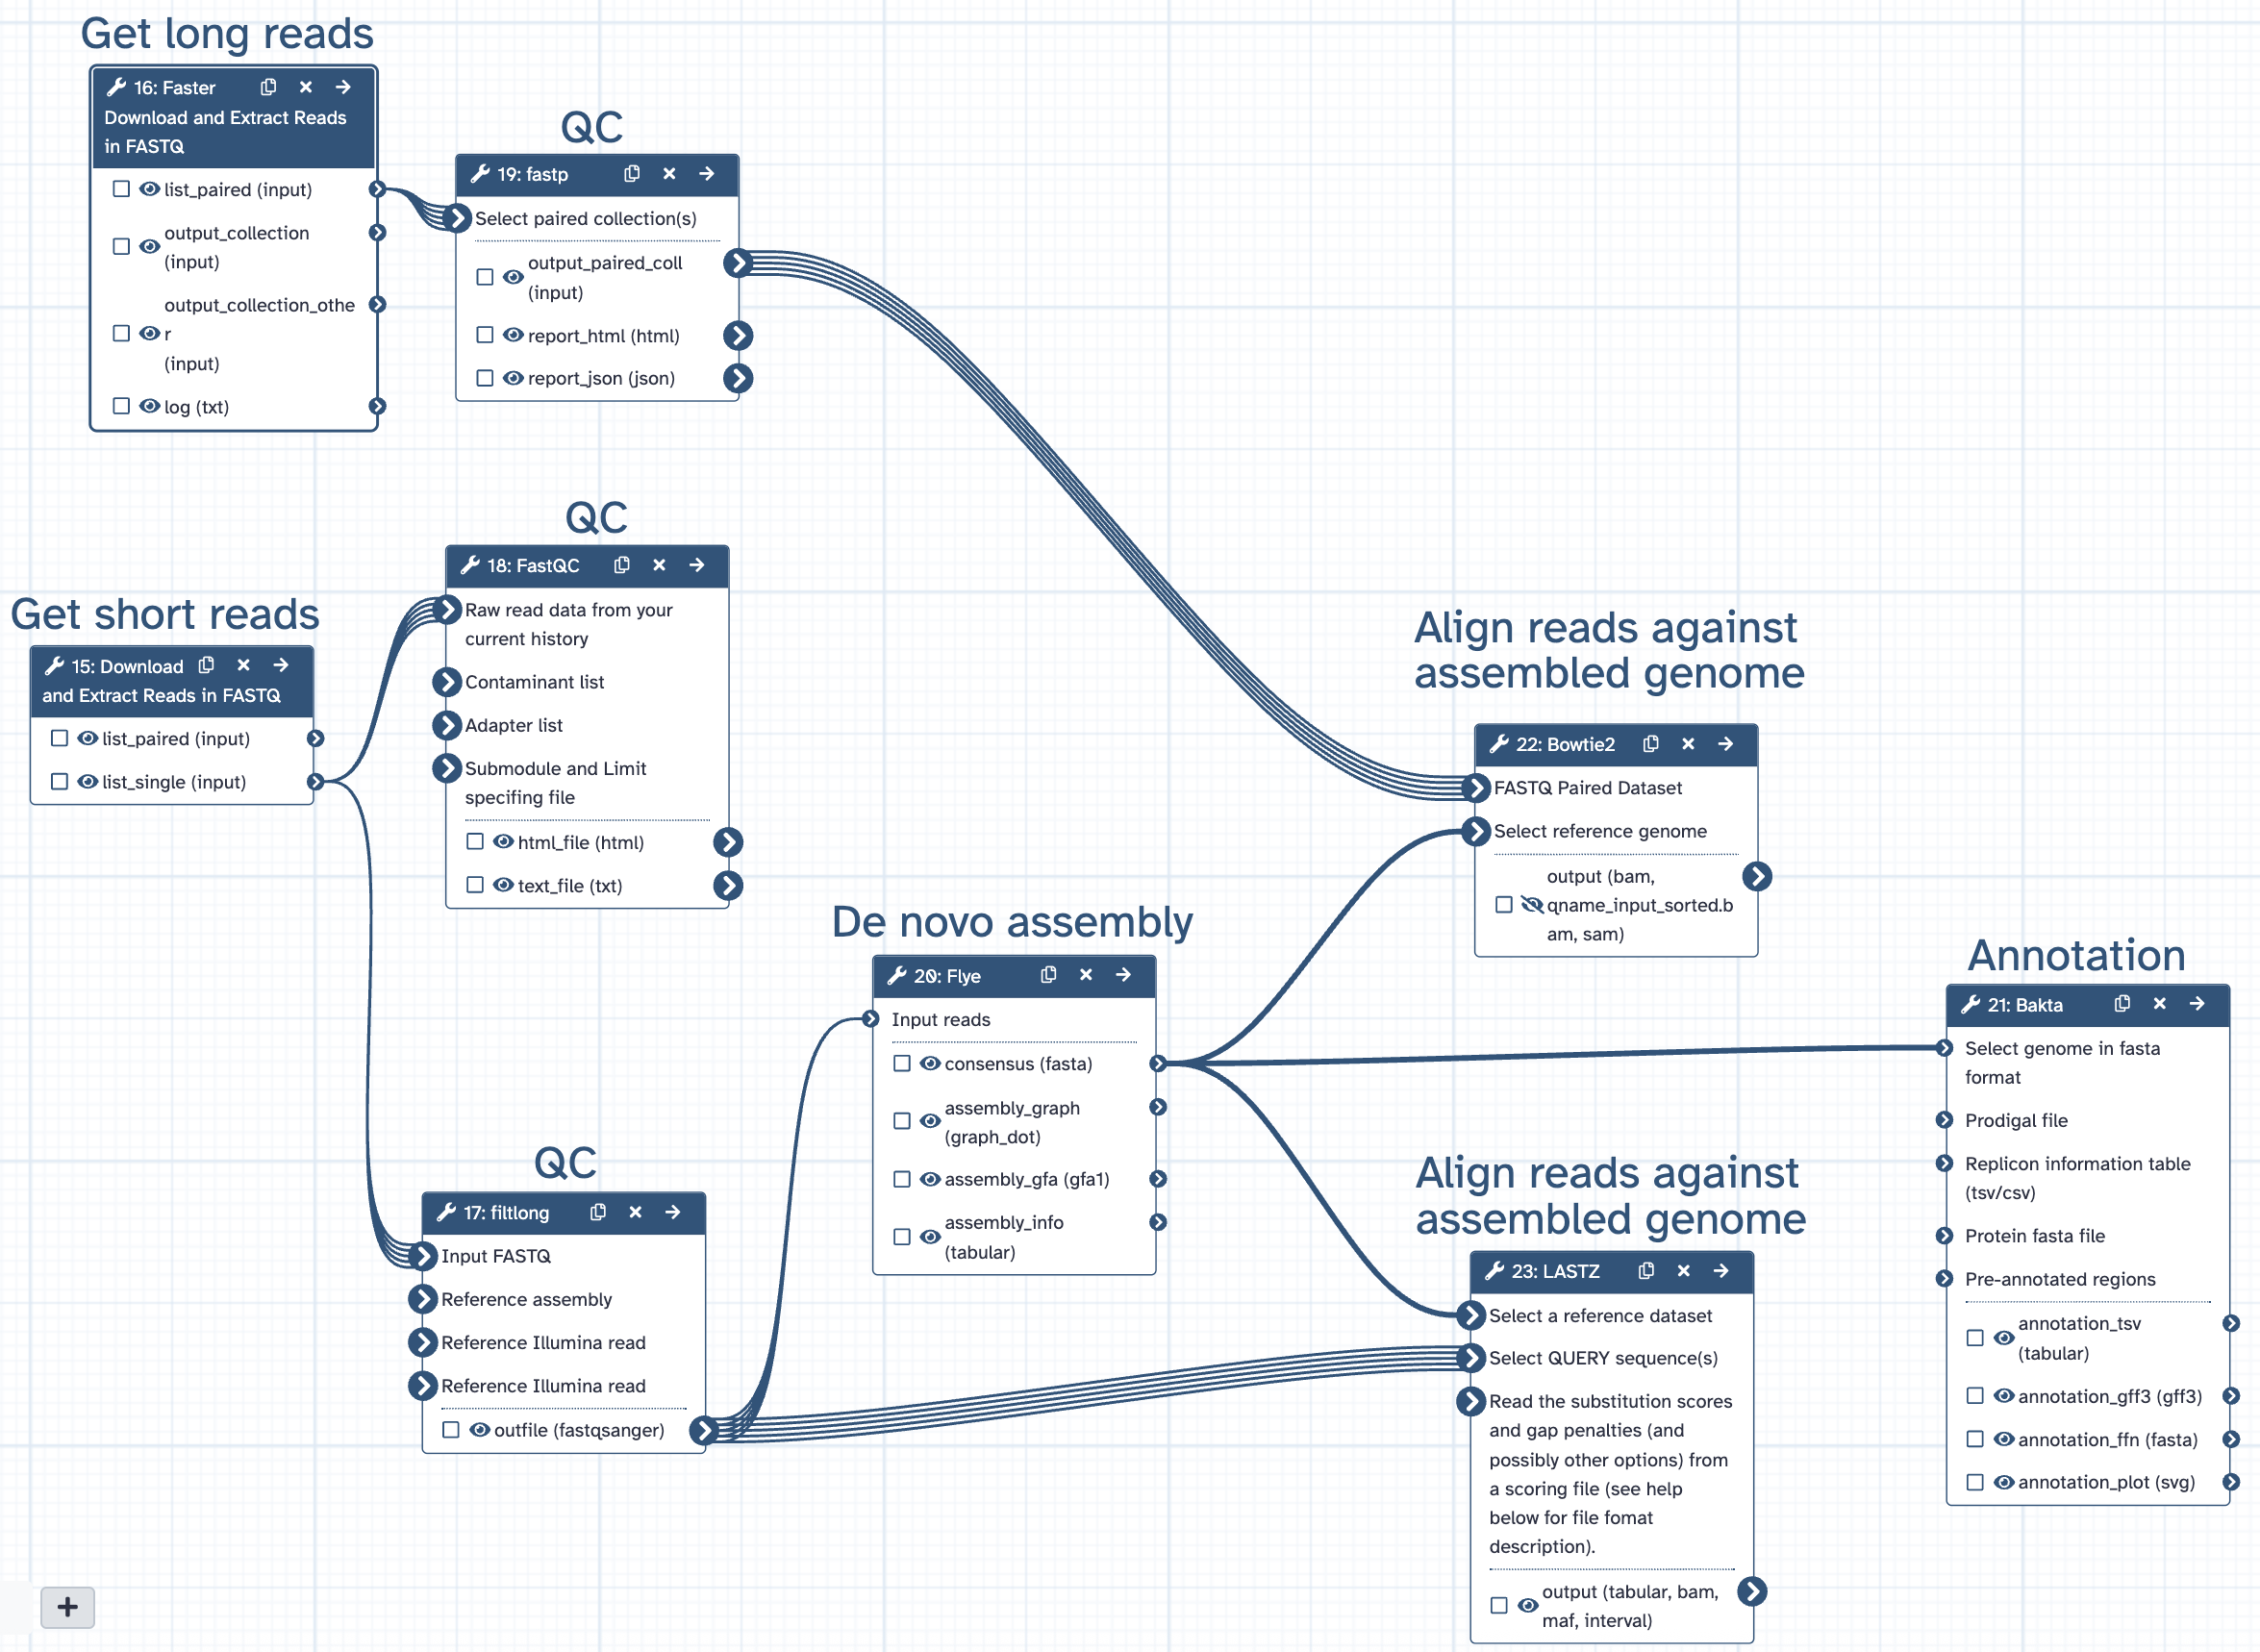 Get long reads
16: Faster
Download and Extract Reads
in FASTQ
list_paired (input)
output_collection
(input)
output_collection_othe
r
(input)
log (txt)
QC
19: fastp
Select paired collection(s)
output_paired_coll
(input)
report_html (html)
report_json (json)
QC
18: FastQC
Raw read data from your
current history
Contaminant list
Adapter list
Submodule and Limit
specifing file
html_file (html)
text_file (txt)
Get short reads
15: Download
and Extract Reads in FASTQ
list_paired (input)
list_single (input)
QC
17: filtlong
Input FASTQ
Reference assembly
Reference Illumina read
Reference Illumina read
outfile (fastqsanger)
De novo assembly
20: Flye
Input reads
consensus (fasta)
assembly_graph
(graph_dot)
assembly_gfa (gfa1)
assembly_info
(tabular)
Align reads against
assembled genome
22: Bowtie2
FASTQ Paired Dataset
Select reference genome
output (bam,
qname_input_sorted.b
am, sam)
Align reads against
assembled genome
23: LASTZ
Select a reference dataset
Select QUERY sequence(s)
Read the substitution scores
and gap penalties (and
possibly other options) from
a scoring file (see help
below for file fomat
description).
output (tabular, bam,
maf, interval)
Annotation
21: Bakta
Select genome in fasta
format
Prodigal file
Replicon information table
(tsv/csv)
Protein fasta file
Pre-annotated regions
annotation_tsv
(tabular)
annotation_gff3 (gff3)
annotation_ffn (fasta)
annotation_plot (svg)